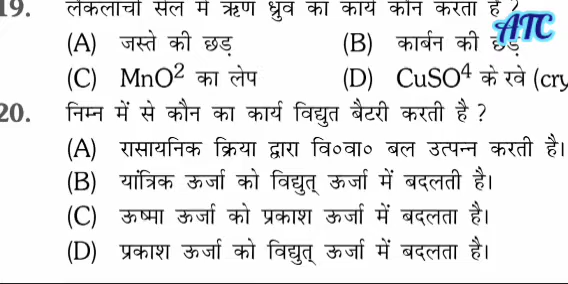 19. लेकलांची सेल में ऋण ध्रुव का कार्य कौन करता है ?
ATC
(A) जस्ते की छड़ (B) कार्बन की छड़
(C) MnO² का लेप (D) CuSO⁴ के रवे (cry
20. निम्न में से कौन का कार्य विद्युत बैटरी करती है ?
(A) रासायनिक क्रिया द्वारा वि०वा० बल उत्पन्न करती है।
(B) यांत्रिक ऊर्जा को विद्युत् ऊर्जा में बदलती है।
(C) ऊष्मा ऊर्जा को प्रकाश ऊर्जा में बदलता है।
(D) प्रकाश ऊर्जा को विद्युत् ऊर्जा में बदलता है।